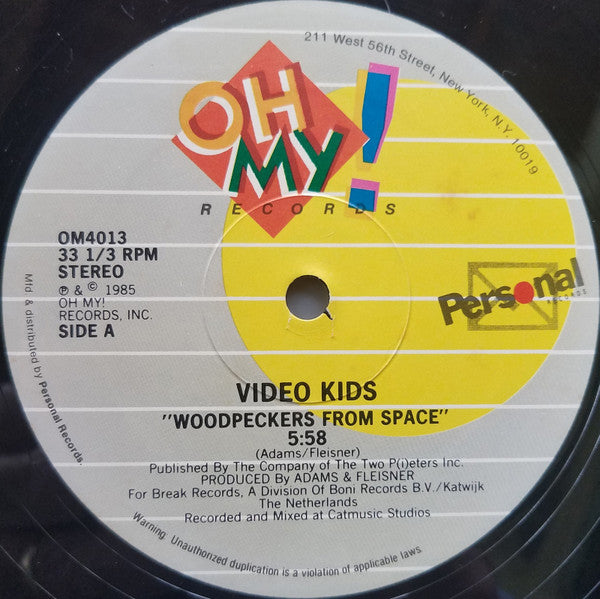 211 West 56th Street, New York, N.Y. 10019
OH
MY!
RECORDS
OM4013
33 1/3 RPM
STEREO
℗ & © 1985
OH MY!
RECORDS, INC.
SIDE A
Personal
RECORDS
Mfd & distributed by Personal Records.
VIDEO KIDS
"WOODPECKERS FROM SPACE"
5:58
(Adams/Fleisner)
Published By The Company of The Two P(i)eters Inc.
PRODUCED BY ADAMS & FLEISNER
For Break Records, A Division Of Boni Records B.V./Katwijk
The Netherlands
Recorded and Mixed at Catmusic Studios
Warning: Unauthorized duplication is a violation of applicable laws.